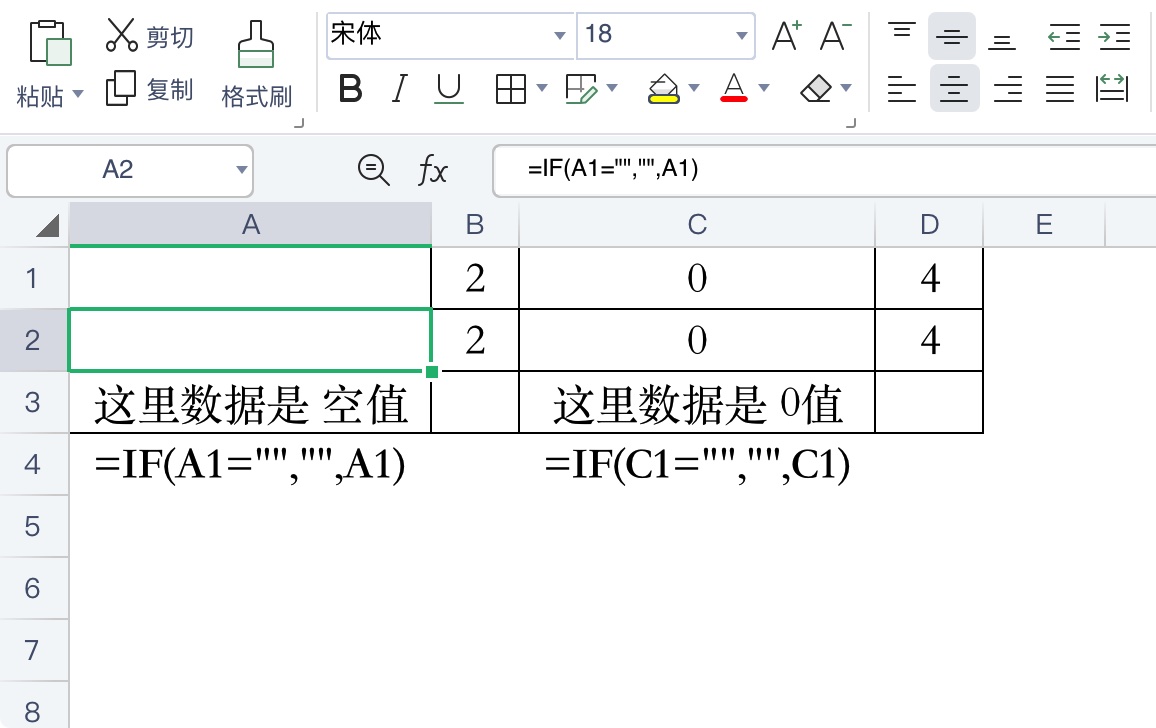 剪切
宋体
18
A+
A-
粘贴
复制
格式刷
B
I
U
A
A2
fx
=IF(A1="","",A1)
A
B
C
D
E
1
2
0
4
2
2
0
4
3
这里数据是 空值
这里数据是 0值
4
=IF(A1="","",A1)
=IF(C1="","",C1)
5
6
7
8